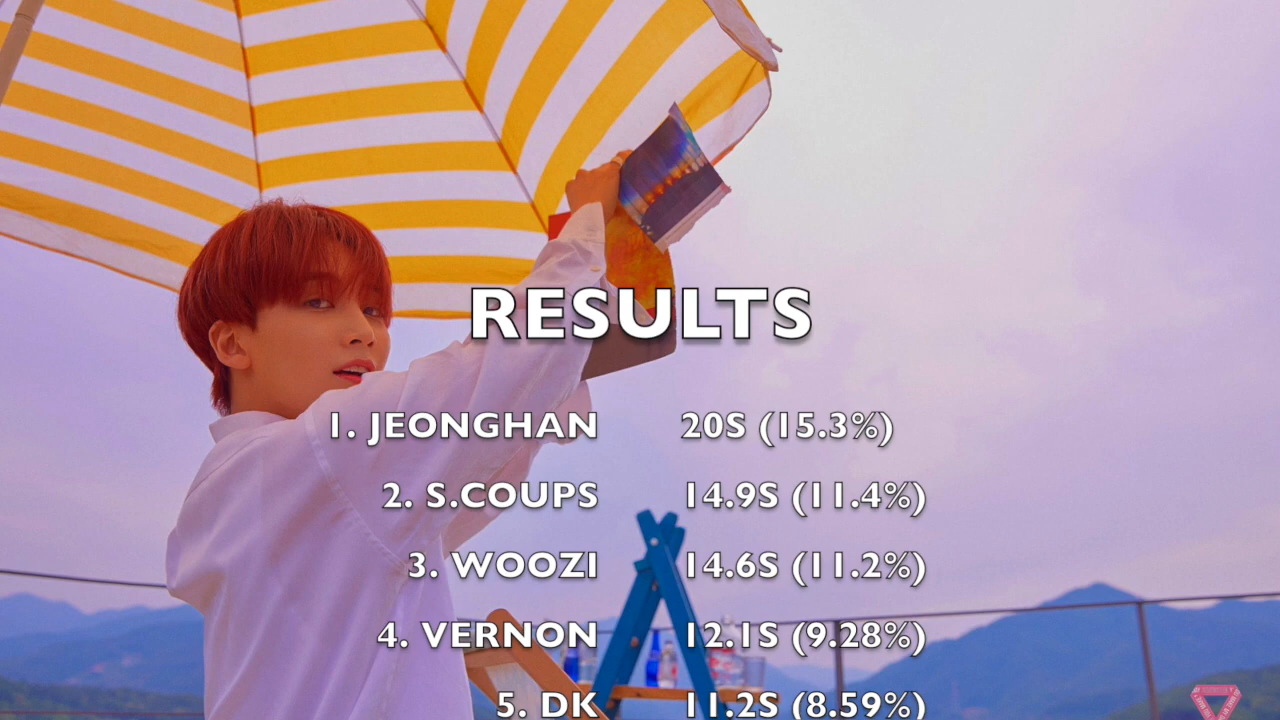 RESULTS
1. JEONGHAN 20S (15.3%)
2. S.COUPS 14.9S (11.4%)
3. WOOZI 14.6S (11.2%)
4. VERNON 12.1S (9.28%)
5. DK 11.2S (8.59%)